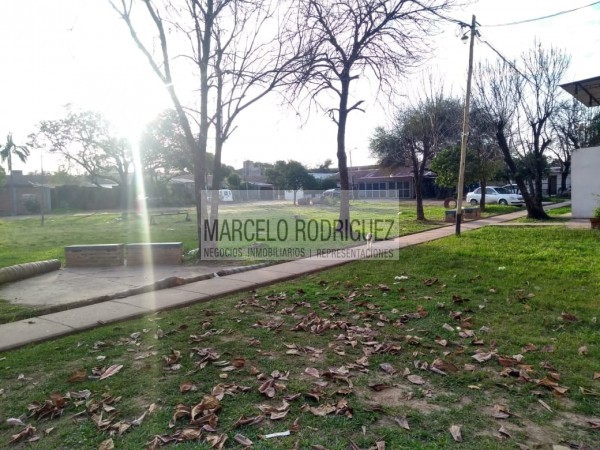 MARCELO RODRIGUEZ
NEGOCIOS INMOBILIARIOS | REPRESENTACIONES